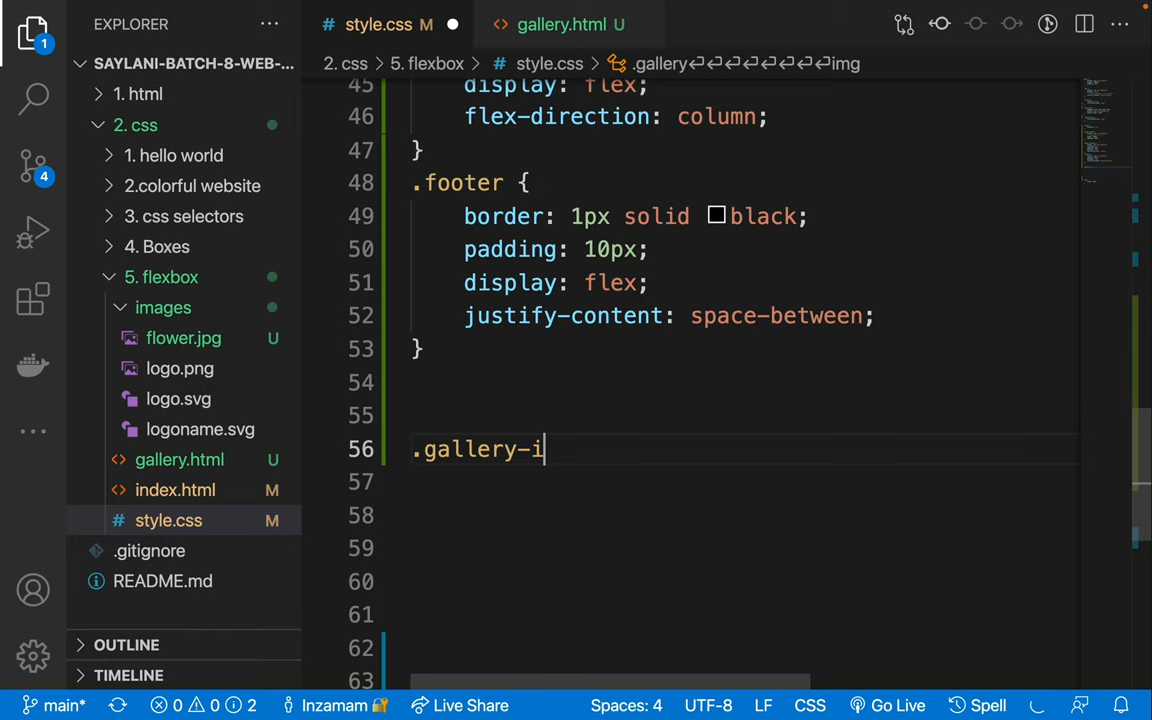 EXPLORER
style.css M
gallery.html U
SAYLANI-BATCH-8-WEB-...
2. css > 5. flexbox > # style.css > .gallery⏎⏎⏎⏎⏎⏎⏎img
1. html
2. css
1. hello world
2.colorful website
3. css selectors
4. Boxes
5. flexbox
images
flower.jpg U
logo.png
logo.svg
logoname.svg
gallery.html U
index.html M
style.css M
.gitignore
README.md
OUTLINE
TIMELINE
1
4
45 display: flex;
46 flex-direction: column;
47 }
48 .footer {
49 border: 1px solid black;
50 padding: 10px;
51 display: flex;
52 justify-content: space-between;
53 }
54
55
56 .gallery-i
57
58
59
60
61
62
63
main* 0 0 2 Inzamam Live Share Spaces: 4 UTF-8 LF CSS Go Live Spell